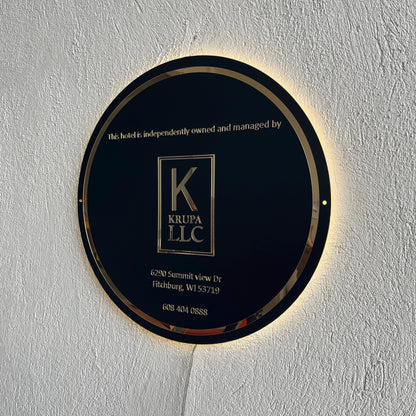 This hotel is independently owned and managed by
K
KRUPA
LLC
6290 Summit view Dr
Fitchburg, WI 53719
608 404 0888